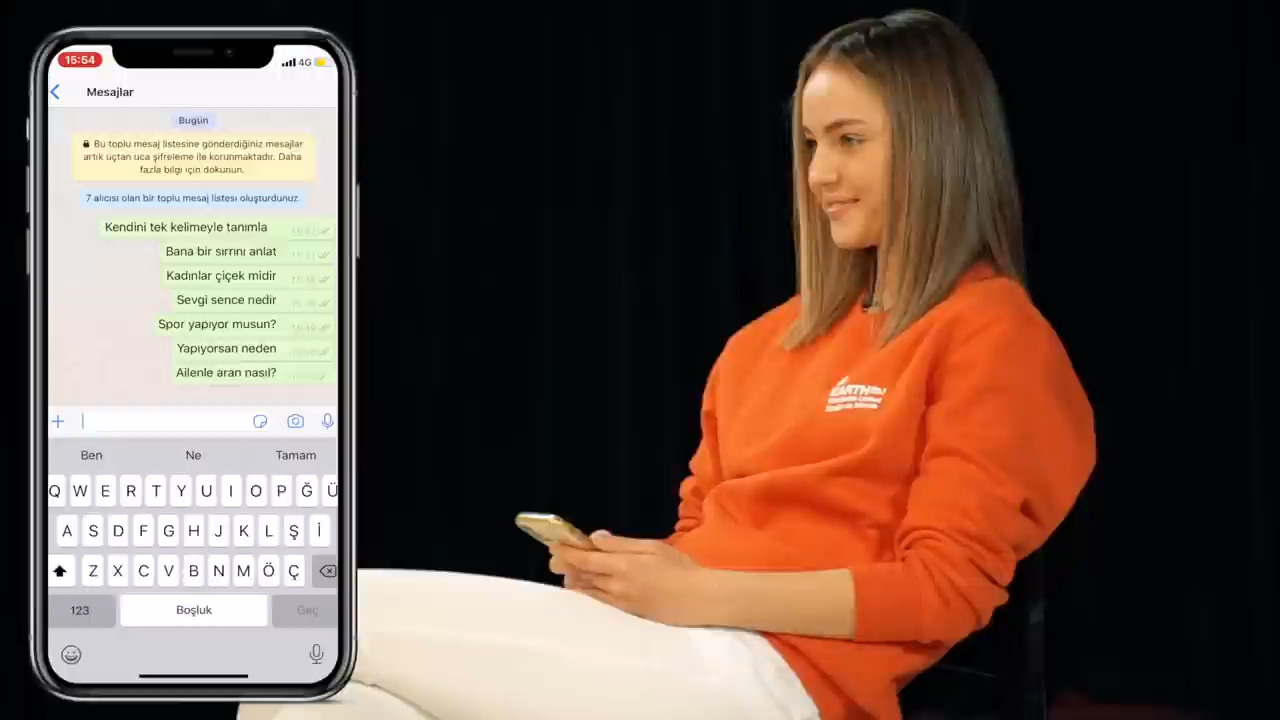 15:54
4G
Mesajlar
Bugün
Bu toplu mesaj listesine gönderdiğiniz mesajlar
artık uçtan uca şifreleme ile korunmaktadır. Daha
fazla bilgi için dokunun.
7 alıcısı olan bir toplu mesaj listesi oluşturdunuz.
Kendini tek kelimeyle tanımla
Bana bir sırrını anlat
Kadınlar çiçek midir
Sevgi sence nedir
Spor yapıyor musun?
Yapıyorsan neden
Ailenle aran nasıl?
Ben Ne Tamam
Q W E R T Y U I O P Ğ Ü
A S D F G H J K L Ş İ
Z X C V B N M Ö Ç
123 Boşluk Geç